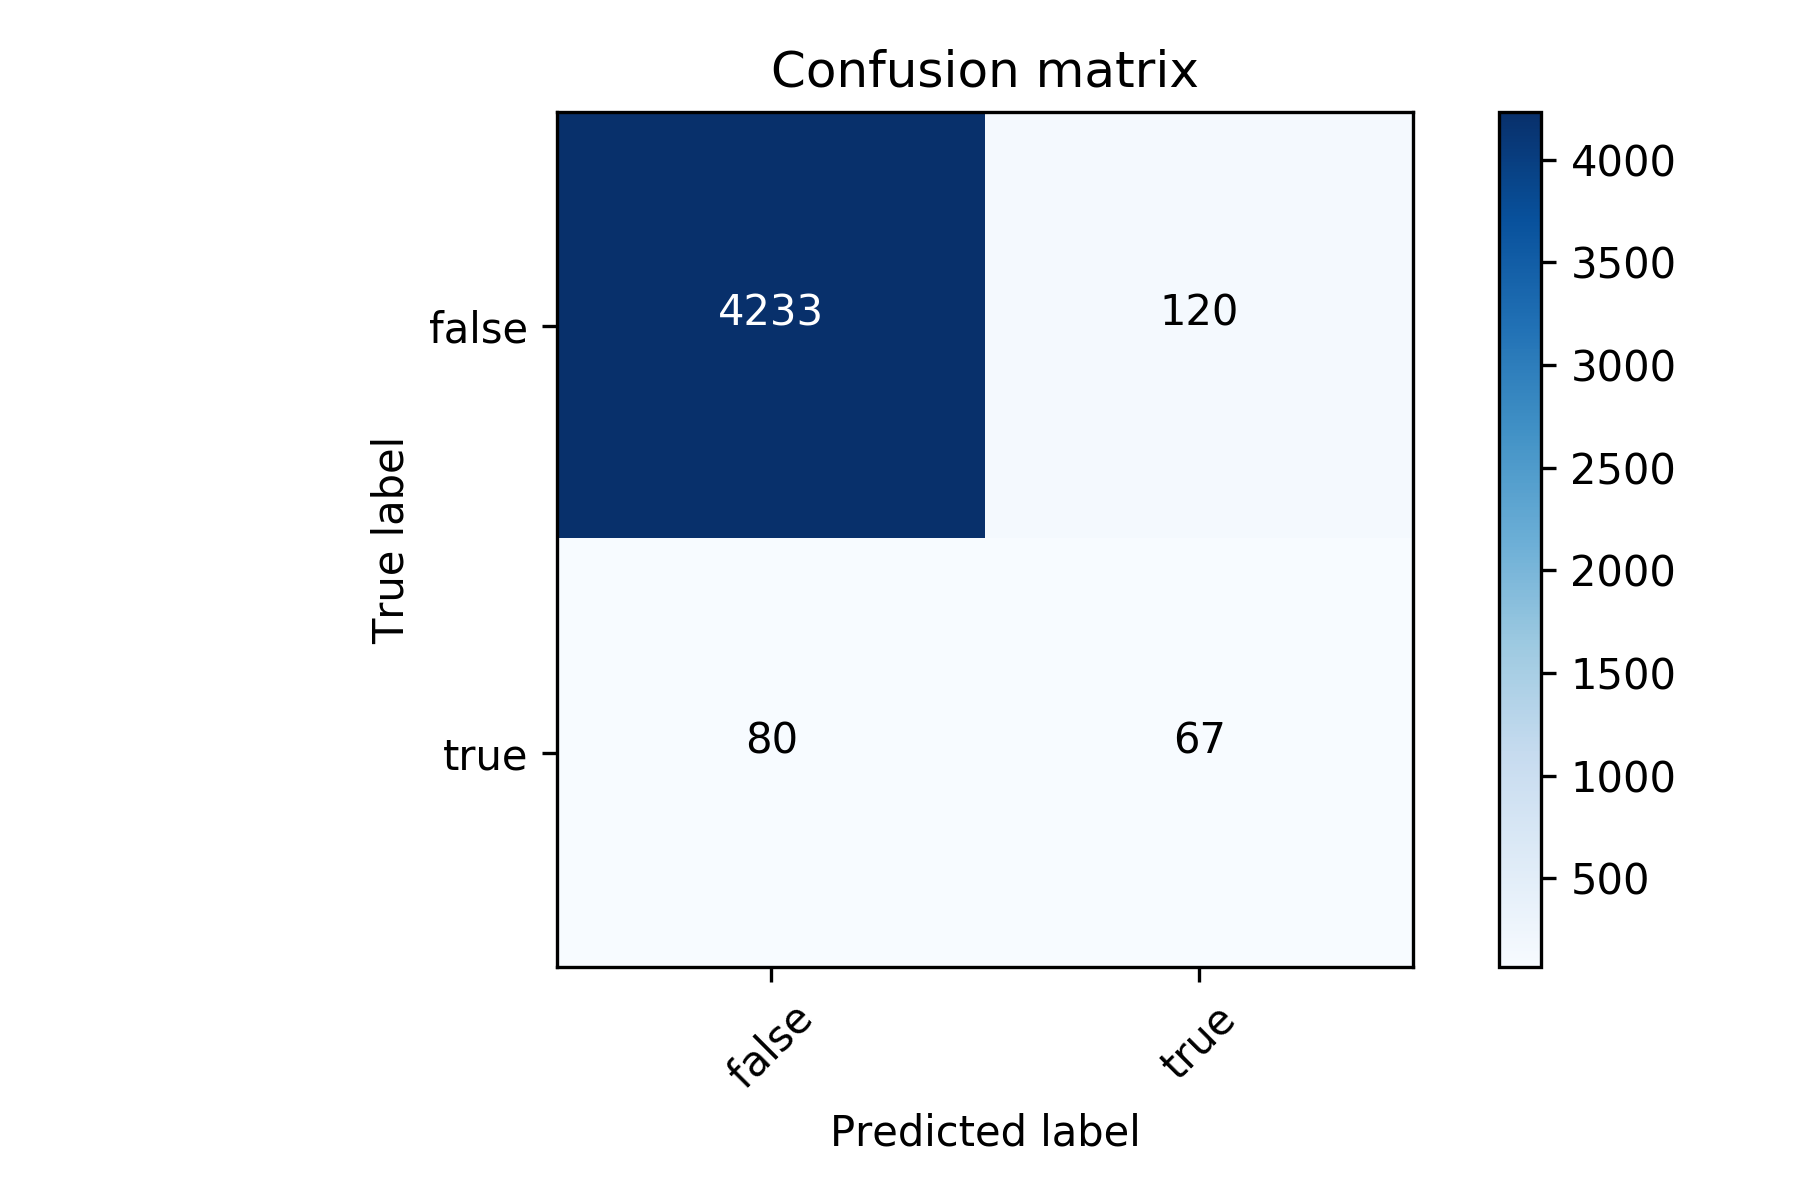 Confusion matrix
4233
120
80
67
false
true
True label
false
true
Predicted label
4000
3500
3000
2500
2000
1500
1000
500